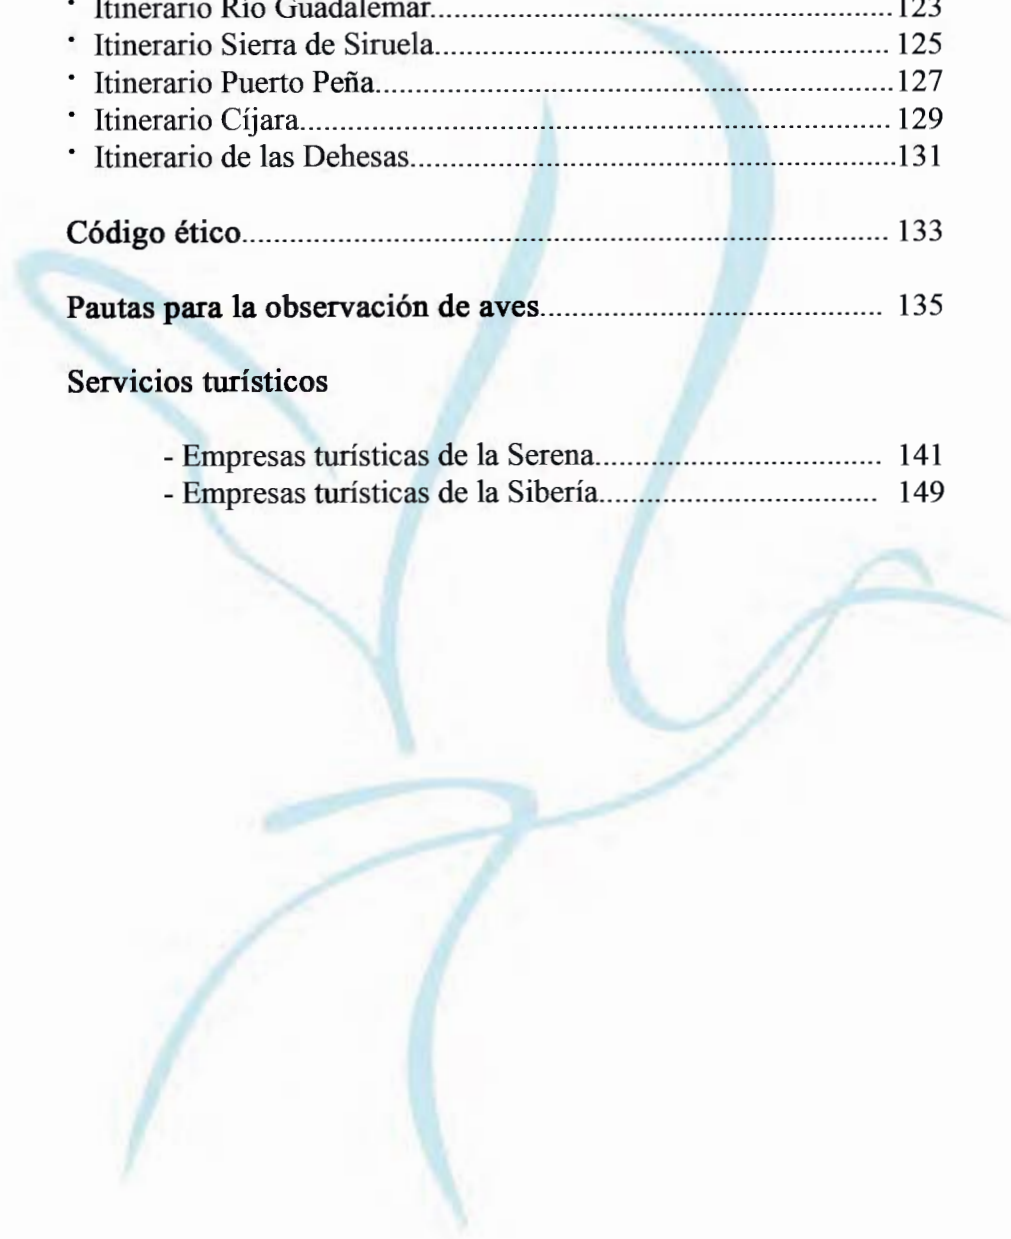 · Itinerario Río Guadalemar........................................................123
· Itinerario Sierra de Siruela....................................................... 125
· Itinerario Puerto Peña...............................................................127
· Itinerario Cíjara........................................................................ 129
· Itinerario de las Dehesas...........................................................131
Código ético............................................................................... 133
Pautas para la observación de aves......................................... 135
Servicios turísticos
- Empresas turísticas de la Serena.................................. 141
- Empresas turísticas de la Sibería................................. 149